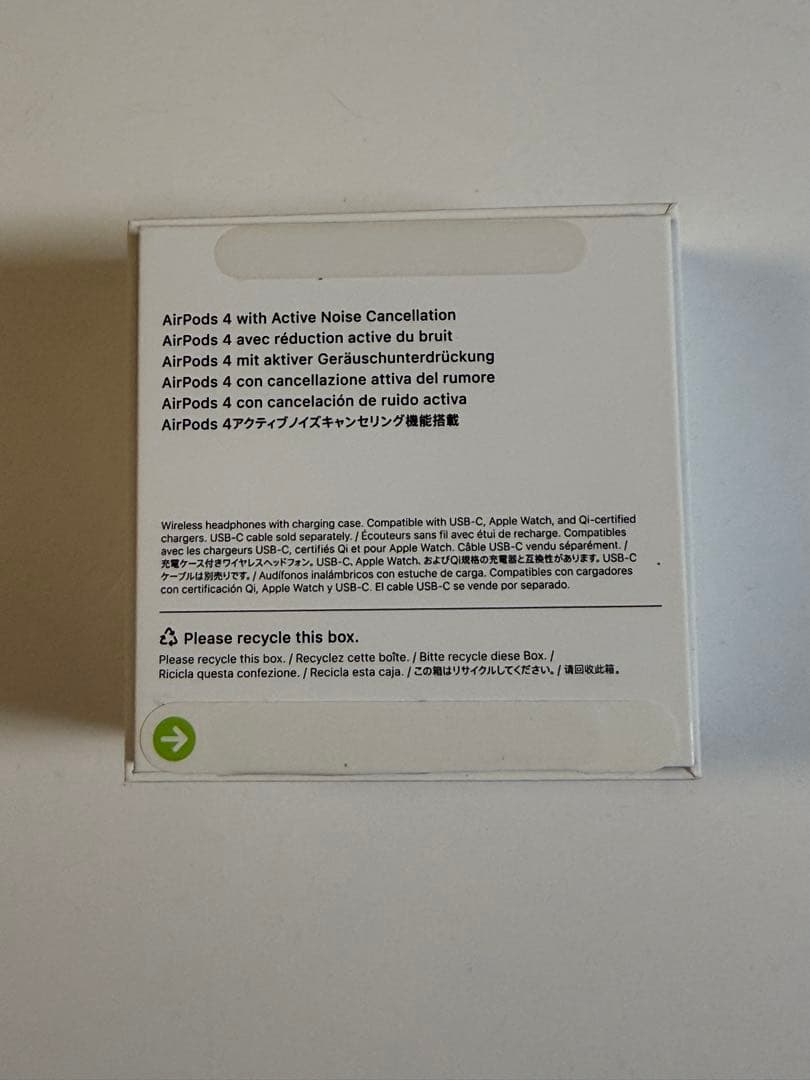 AirPods 4 with Active Noise Cancellation
AirPods 4 avec réduction active du bruit
AirPods 4 mit aktiver Geräuschunterdrückung
AirPods 4 con cancellazione attiva del rumore
AirPods 4 con cancelación de ruido activa
AirPods 4アクティブノイズキャンセリング機能搭載
Wireless headphones with charging case. Compatible with USB-C, Apple Watch, and Qi-certified
chargers. USB-C cable sold separately. / Écouteurs sans fil avec étui de recharge. Compatibles
avec les chargeurs USB-C, certifiés Qi et pour Apple Watch. Câble USB-C vendu séparément. /
充電ケース付きワイヤレスヘッドフォン。USB-C、Apple Watch、およびQi規格の充電器と互換性があります。USB-C
ケーブルは別売りです。/ Audífonos inalámbricos con estuche de carga. Compatibles con cargadores
con certificación Qi, Apple Watch y USB-C. El cable USB-C se vende por separado.
Please recycle this box.
Please recycle this box. / Recyclez cette boîte. / Bitte recycle diese Box. /
Ricicla questa confezione. / Recicla esta caja. / この箱はリサイクルしてください。/ 请回收此箱。